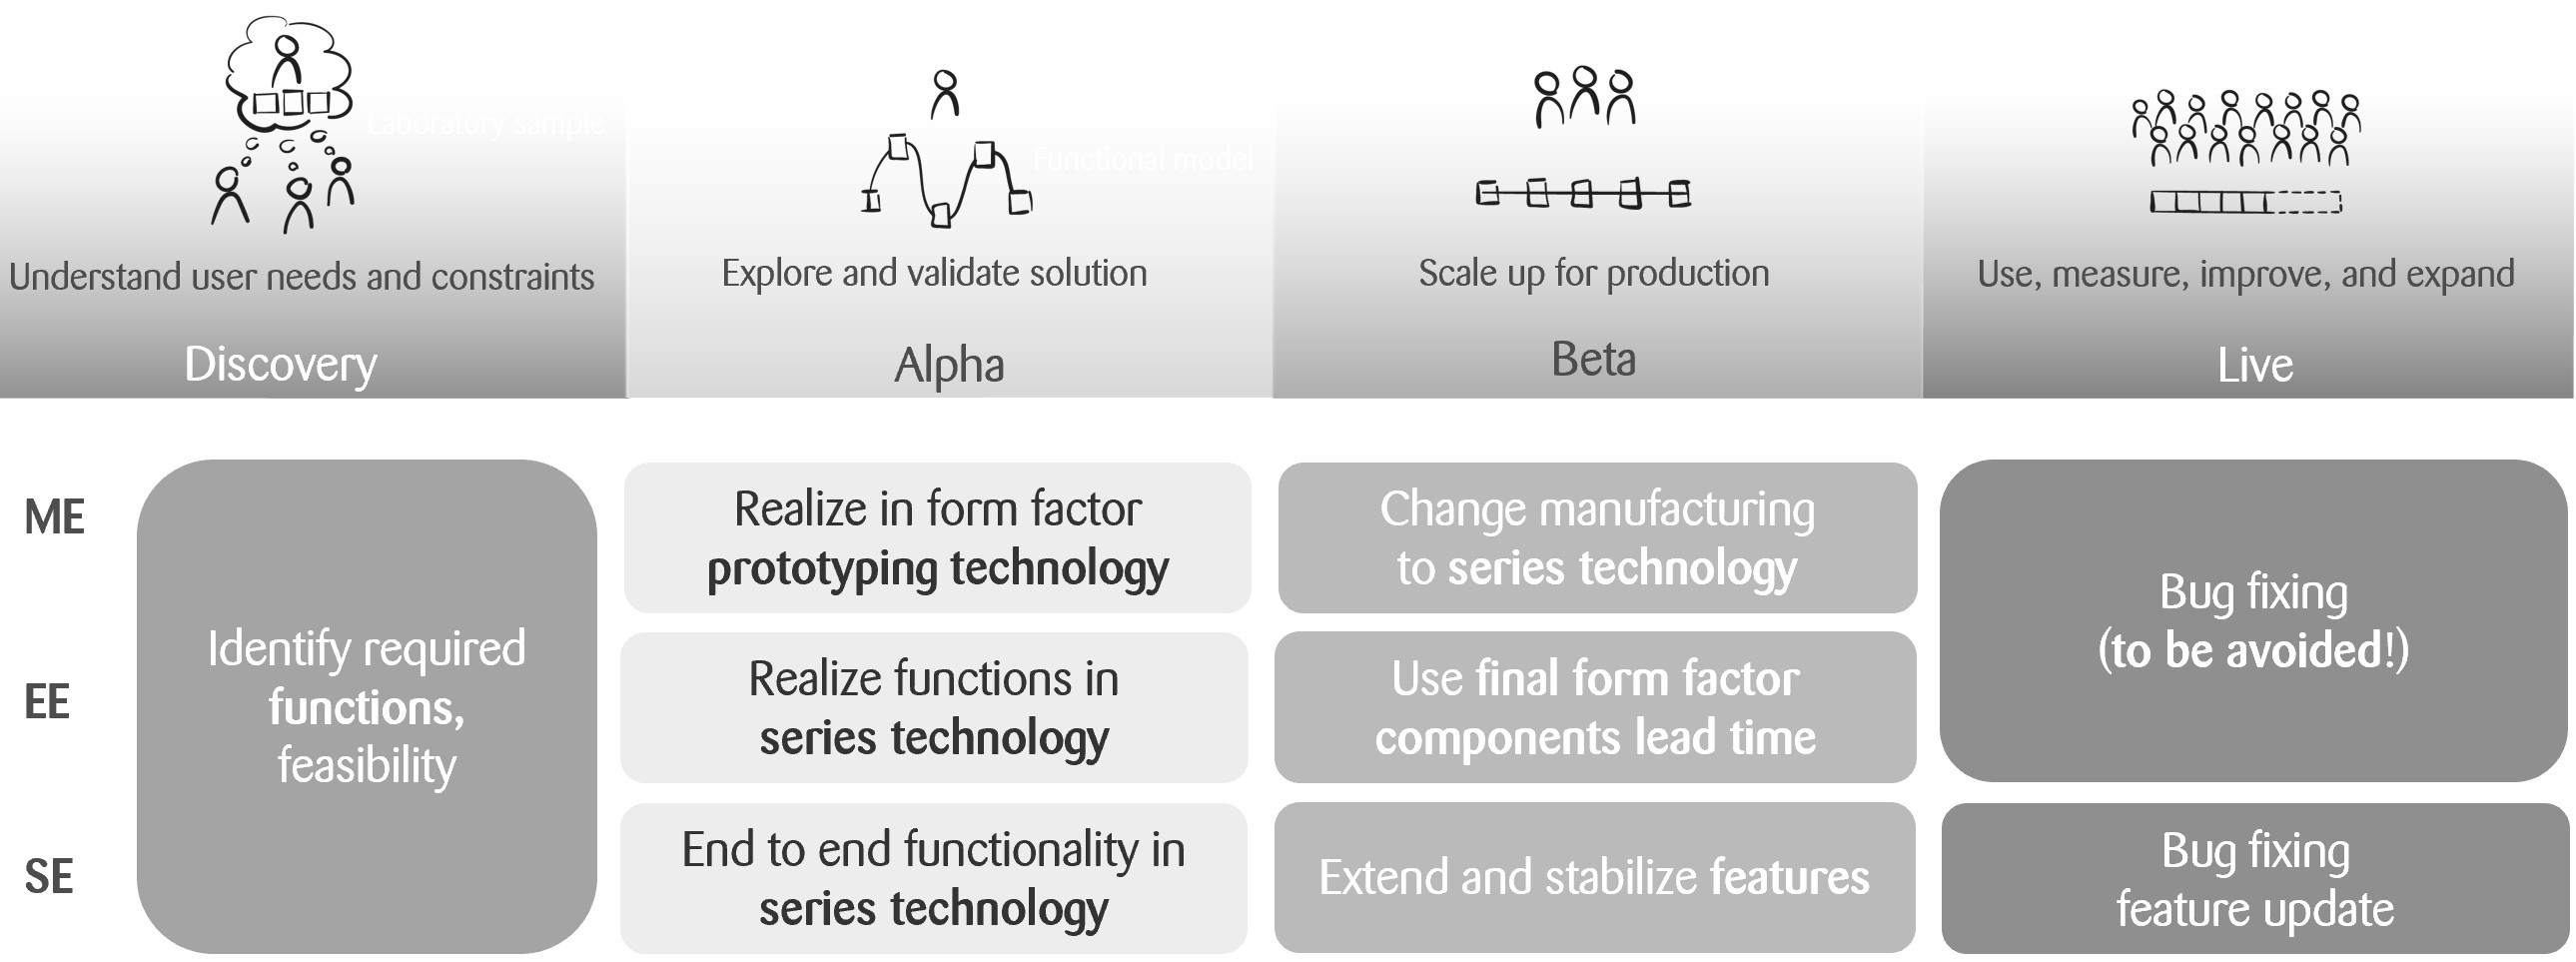 Laboratory sample
Functional model
Understand user needs and constraints
Explore and validate solution
Scale up for production
Use, measure, improve, and expand
Discovery
Alpha
Beta
Live
ME
EE
SE
Identify required
functions,
feasibility
Realize in form factor
prototyping technology
Realize functions in
series technology
End to end functionality in
series technology
Change manufacturing
to series technology
Use final form factor
components lead time
Extend and stabilize features
Bug fixing
(to be avoided!)
Bug fixing
feature update